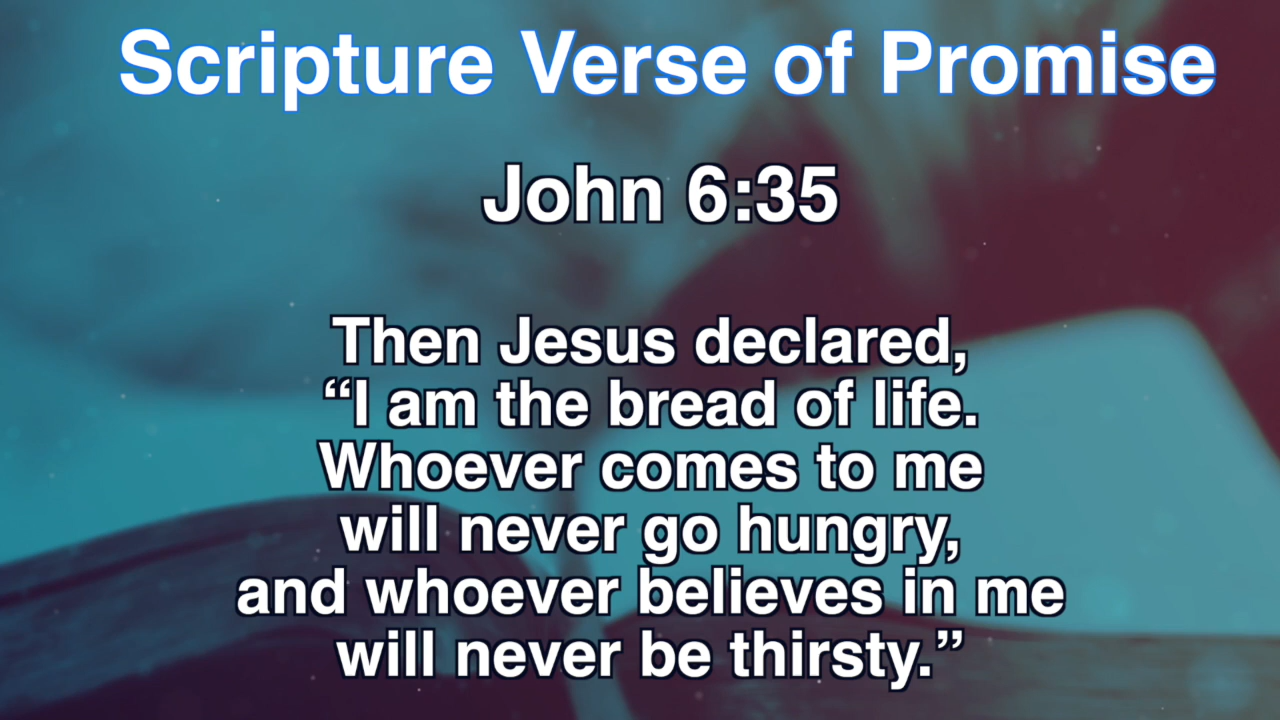 Scripture Verse of Promise
John 6:35
Then Jesus declared,
“I am the bread of life.
Whoever comes to me
will never go hungry,
and whoever believes in me
will never be thirsty.”